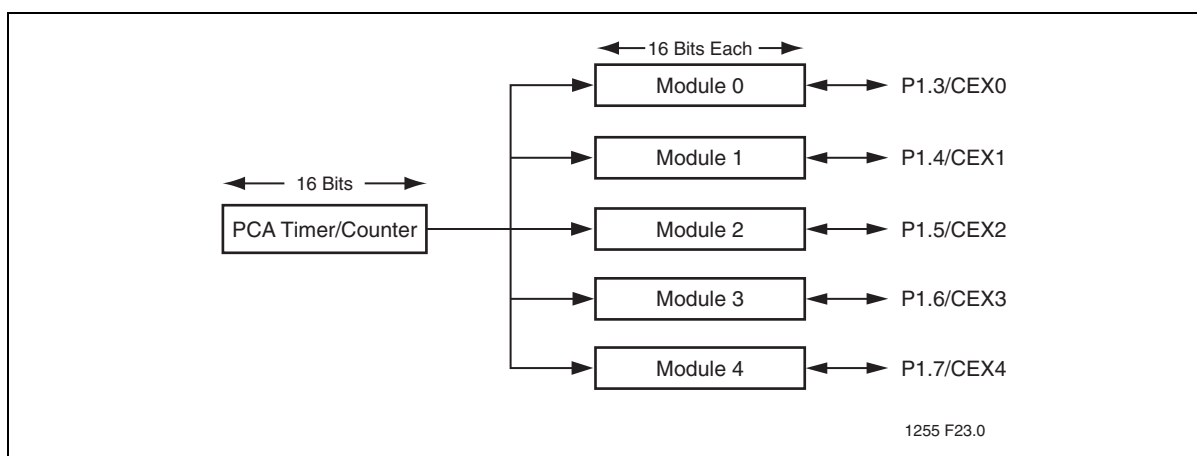 16 Bits Each
Module 0
P1.3/CEX0
Module 1
P1.4/CEX1
16 Bits
PCA Timer/Counter
Module 2
P1.5/CEX2
Module 3
P1.6/CEX3
Module 4
P1.7/CEX4
1255 F23.0